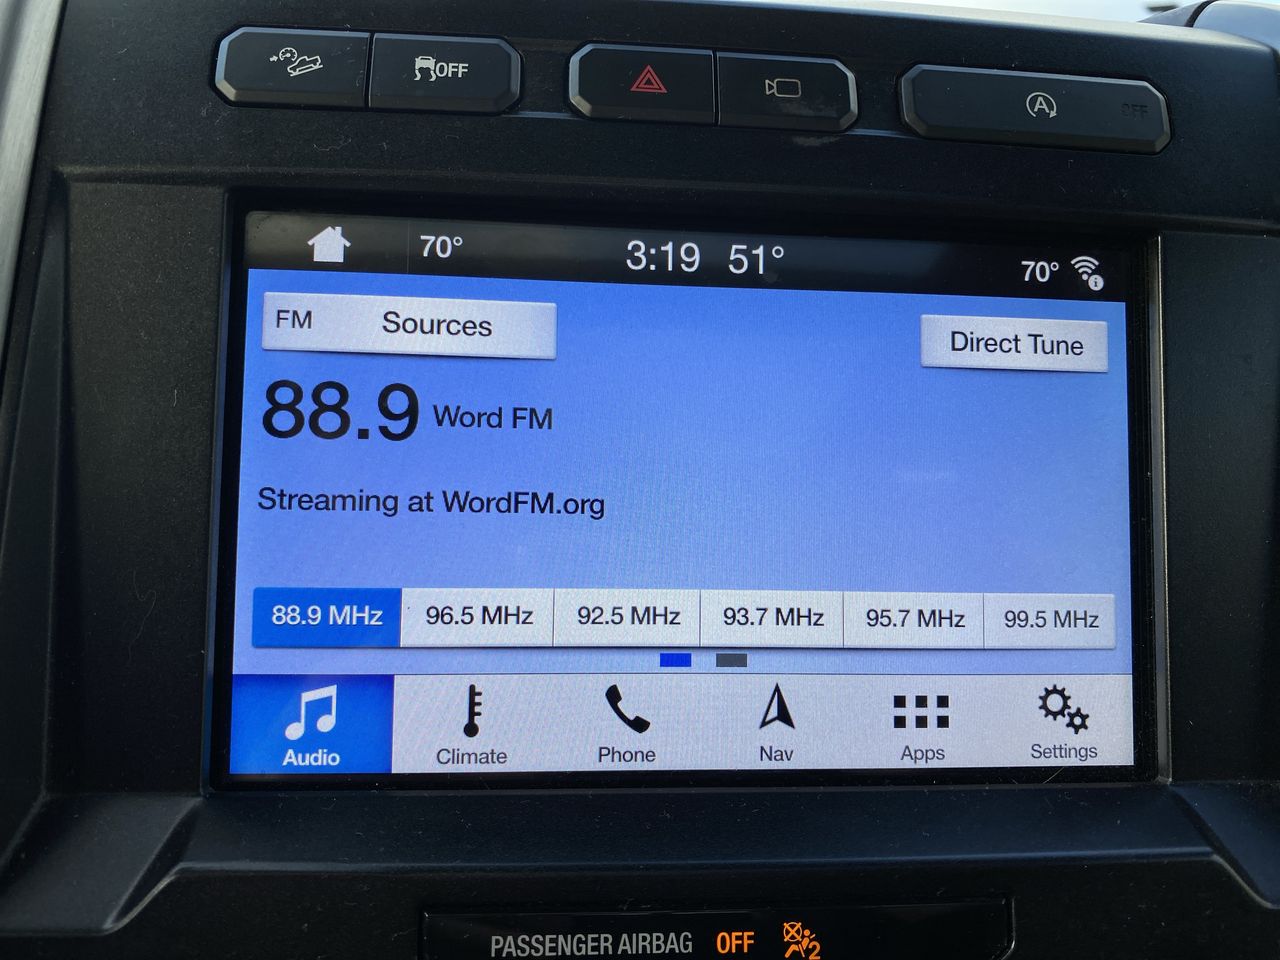 OFF
OFF
70° 3:19 51° 70°
FM Sources Direct Tune
88.9 Word FM
Streaming at WordFM.org
88.9 MHz 96.5 MHz 92.5 MHz 93.7 MHz 95.7 MHz 99.5 MHz
Audio Climate Phone Nav Apps Settings
PASSENGER AIRBAG OFF 2